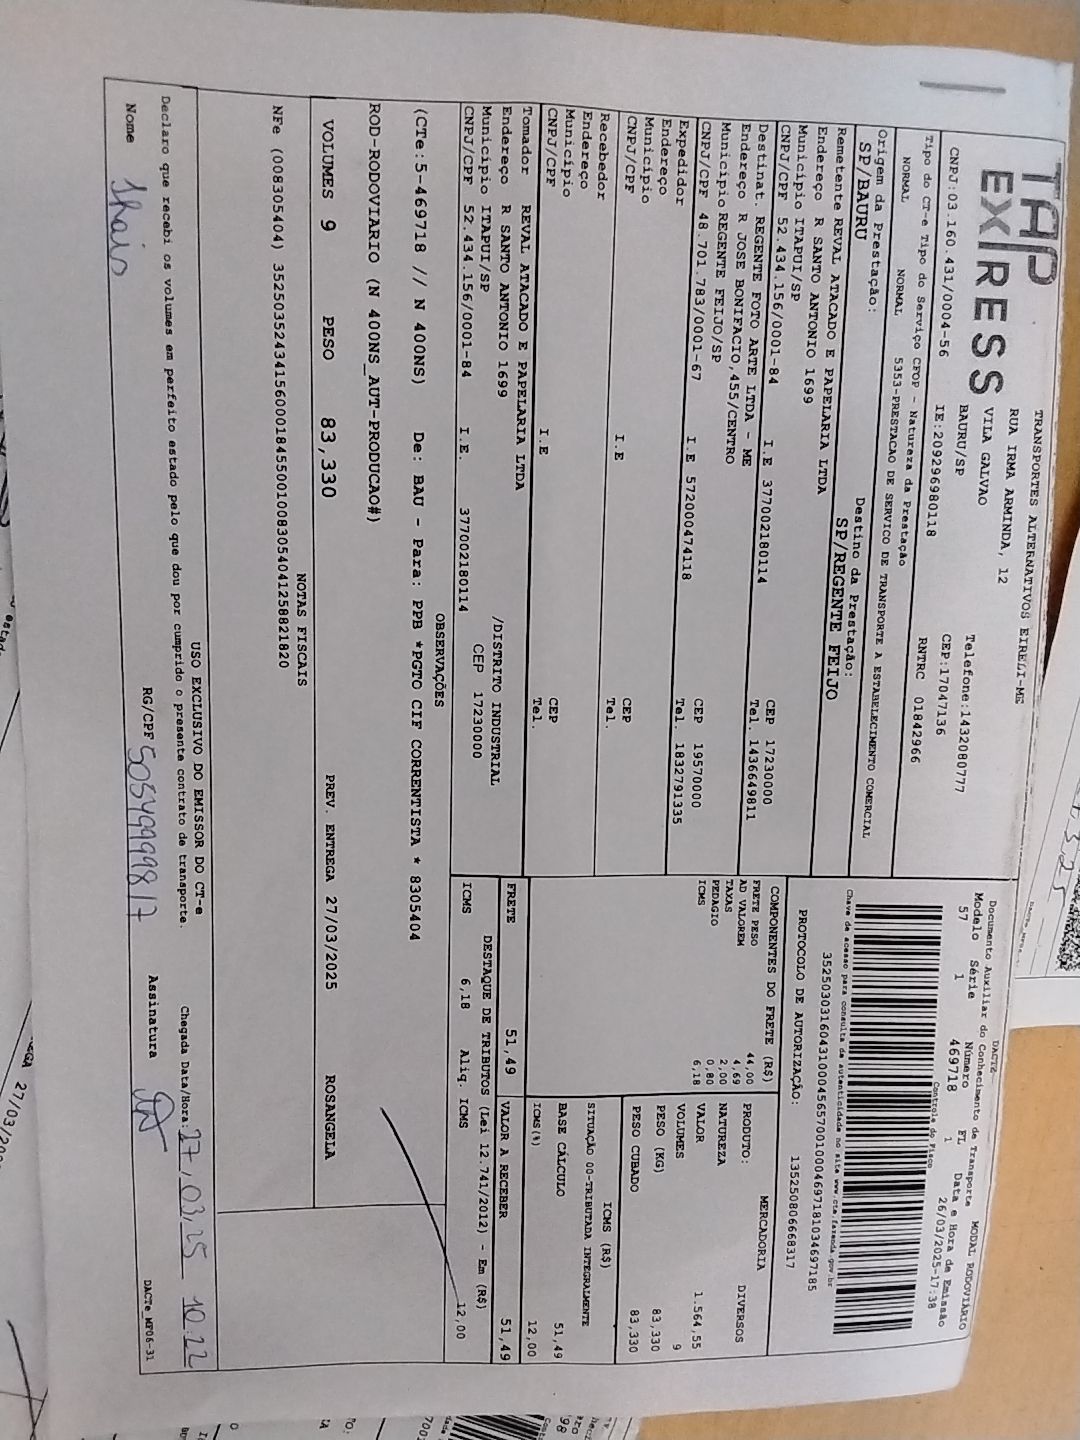 TAP
EXPRESS
TRANSPORTES ALTERNATIVOS EIRELI-ME
RUA IRMA ARMINDA, 12
VILA GALVAO
BAURU/SP
Telefone:1432080777
CEP:17047136
CNPJ:03.160.431/0004-56 IE:209296980118 RNTRC 01842966
Tipo do CT-e Tipo do Serviço CFOP - Natureza da Prestação
NORMAL NORMAL 5353-PRESTACAO DE SERVICO DE TRANSPORTE A ESTABELECIMENTO COMERCIAL
Origem da Prestação: Destino da Prestação:
SP/BAURU SP/REGENTE FEIJO
Remetente REVAL ATACADO E PAPELARIA LTDA
Endereço R SANTO ANTONIO 1699
Município ITAPUI/SP CEP 17230000
CNPJ/CPF 52.434.156/0001-84 I.E 377002180114 Tel. 1436649811
Destinat. REGENTE FOTO ARTE LTDA - ME
Endereço R JOSE BONIFACIO,455/CENTRO
Município REGENTE FEIJO/SP CEP 19570000
CNPJ/CPF 48.701.783/0001-67 I.E 572000474118 Tel. 1832791335
Expedidor
Endereço
Município CEP
CNPJ/CPF I.E Tel.
Recebedor
Endereço
Município CEP
CNPJ/CPF I.E Tel.
Tomador REVAL ATACADO E PAPELARIA LTDA
Endereço R SANTO ANTONIO 1699 /DISTRITO INDUSTRIAL
Município ITAPUI/SP CEP 17230000
CNPJ/CPF 52.434.156/0001-84 I.E. 377002180114
DACTE MODAL RODOVIÁRIO
Documento Auxiliar do Conhecimento de Transporte
Modelo Série Número FL Data e Hora de Emissão
57 1 469718 1 26/03/2025-17:38
Controle do Fisco
Chave de acesso para consulta de autenticidade no site www.cte.fazenda.gov.br
35250303160431000456570010004697181034697185
PROTOCOLO DE AUTORIZAÇÃO: 135250806668317
COMPONENTES DO FRETE (R$)
FRETE PESO 44,00
AD VALOREM 4,69
TAXAS 2,00
PEDAGIO 0,80
ICMS 6,18
MERCADORIA
PRODUTO: DIVERSOS
NATUREZA
VALOR 1.564,55
VOLUMES 9
PESO (KG) 83,330
PESO CUBADO 83,330
ICMS (R$)
SITUAÇÃO 00-TRIBUTADA INTEGRALMENTE
BASE CÁLCULO 51,49
ICMS(%) 12,00
FRETE 51,49 VALOR A RECEBER 51,49
DESTAQUE DE TRIBUTOS (Lei 12.741/2012) - Em (R$)
ICMS 6,18 Aliq. ICMS 12,00
OBSERVAÇÕES
(CTe:5-469718 // N 400NS) De: BAU - Para: PPB *PGTO CIF CORRENTISTA * 8305404
ROD-RODOVIARIO (N 400NS_AUT-PRODUCAO#)
VOLUMES 9 PESO 83,330 PREV. ENTREGA 27/03/2025 ROSANGELA
NOTAS FISCAIS
NFe (008305404) 35250352434156000184550010083054041258821820
USO EXCLUSIVO DO EMISSOR DO CT-e
Declaro que recebi os volumes em perfeito estado pelo que dou por cumprido o presente contrato de transporte. Chegada Data/Hora: 27/03/25 10:22
Nome Thais RG/CPF 50549999817 Assinatura
DACTe_MF06-31
3,25
27/03/20